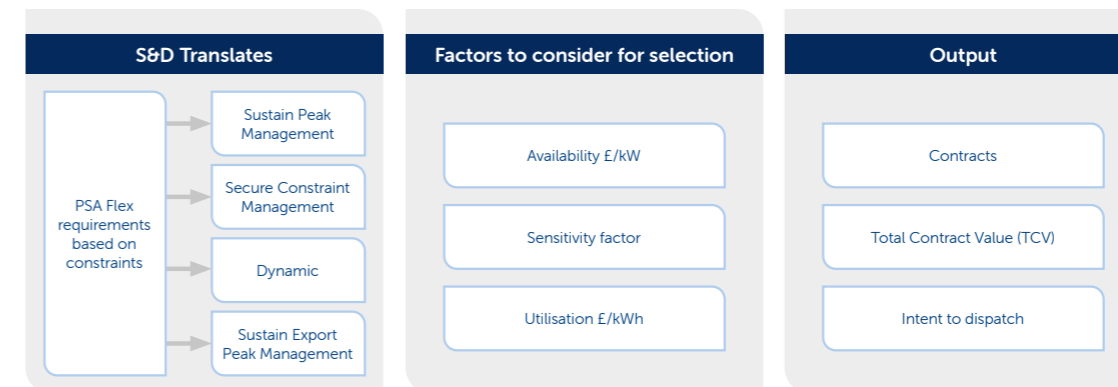 S&D Translates
PSA Flex
requirements
based on
constraints
Sustain Peak
Management
Secure Constraint
Management
Dynamic
Sustain Export
Peak Management
Factors to consider for selection
Availability £/kW
Sensitivity factor
Utilisation £/kWh
Output
Contracts
Total Contract Value (TCV)
Intent to dispatch